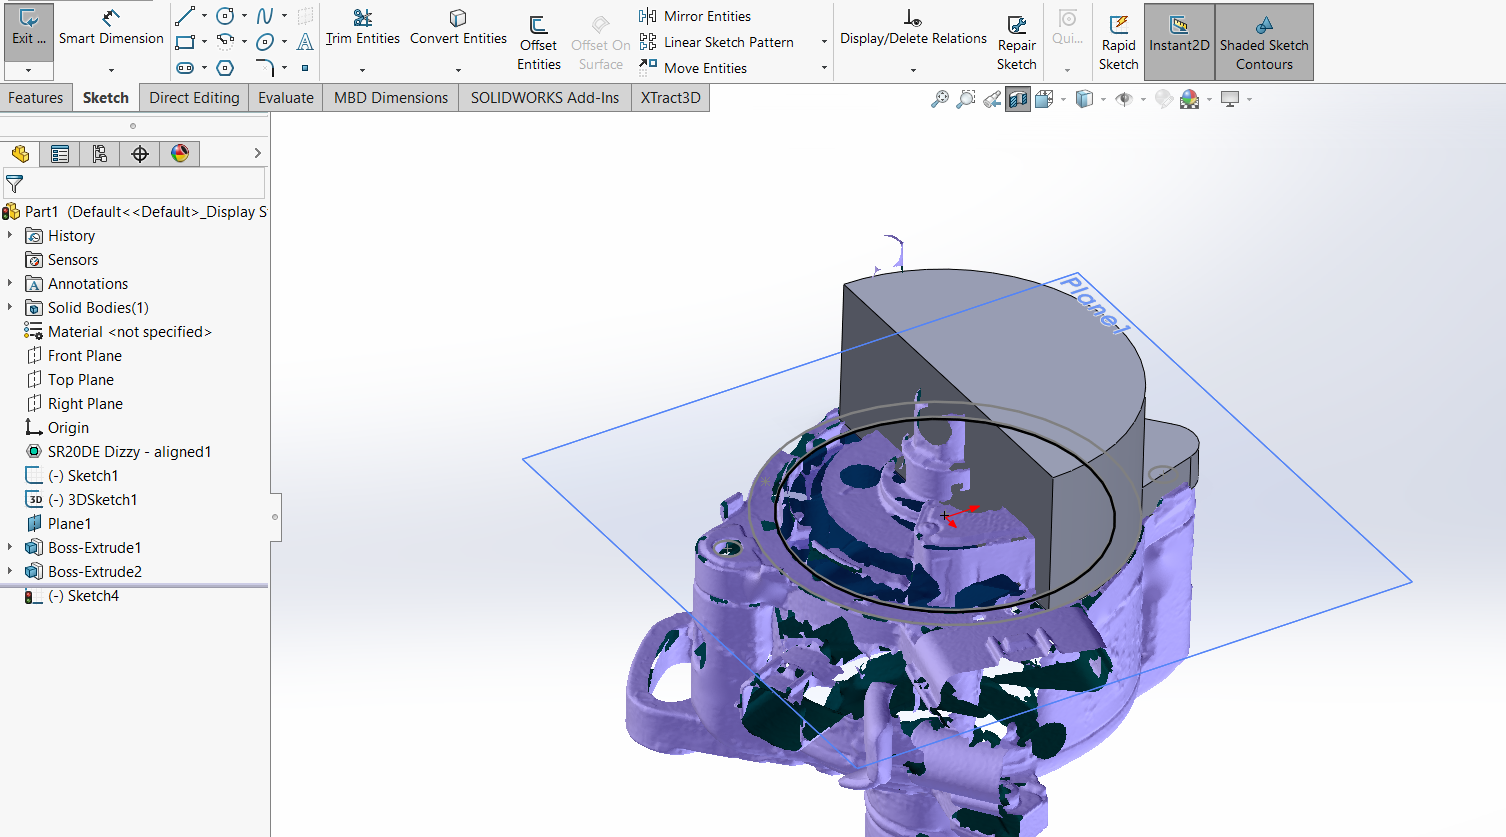 Exit ...
Smart Dimension
Trim Entities
Convert Entities
Offset Entities
Offset On Surface
Mirror Entities
Linear Sketch Pattern
Move Entities
Display/Delete Relations
Repair Sketch
Qui...
Rapid Sketch
Instant2D
Shaded Sketch Contours
Features
Sketch
Direct Editing
Evaluate
MBD Dimensions
SOLIDWORKS Add-Ins
XTract3D
Part1 (Default<<Default>_Display S
History
Sensors
Annotations
Solid Bodies(1)
Material <not specified>
Front Plane
Top Plane
Right Plane
Origin
SR20DE Dizzy - aligned1
(-) Sketch1
3D (-) 3DSketch1
Plane1
Boss-Extrude1
Boss-Extrude2
(-) Sketch4
Plane1